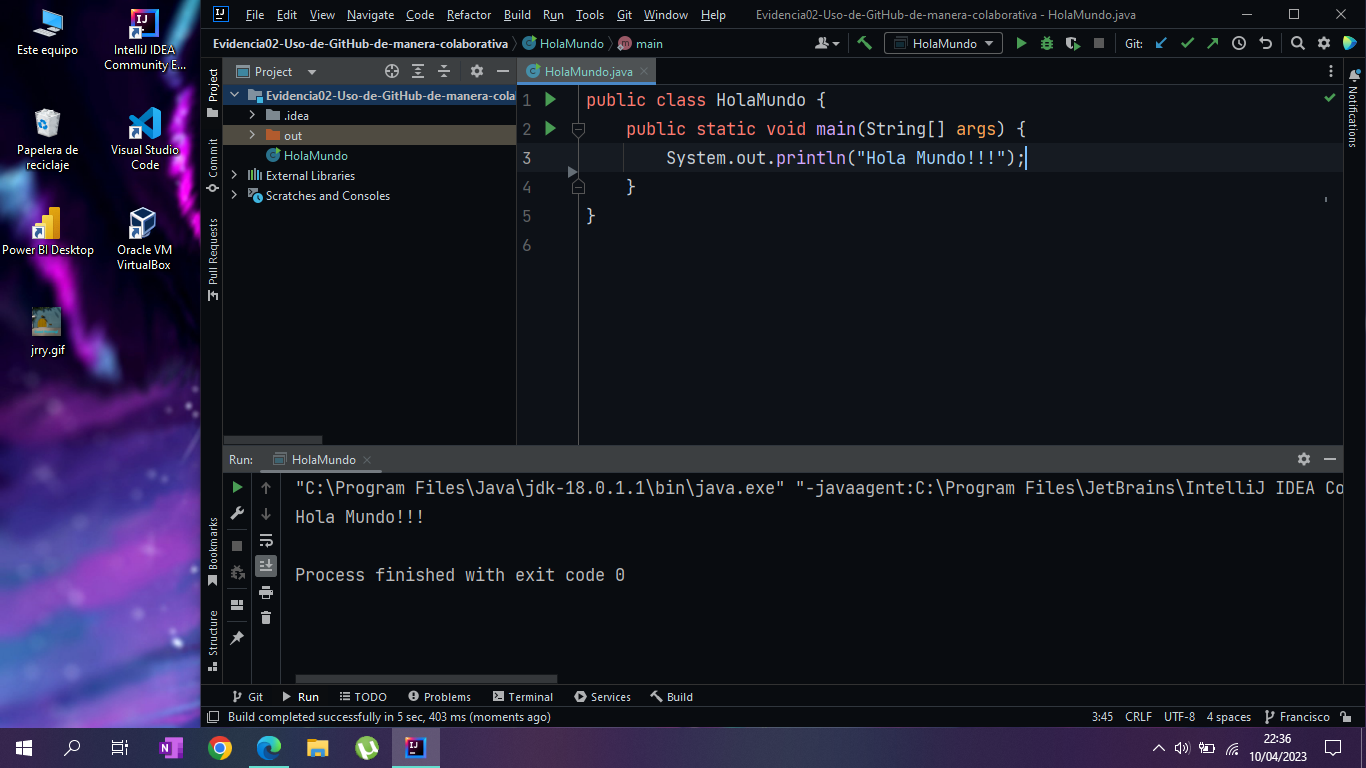 Este equipo
IntelliJ IDEA
Community E...
Papelera de
reciclaje
Visual Studio
Code
Power BI Desktop
Oracle VM
VirtualBox
jrry.gif
File Edit View Navigate Code Refactor Build Run Tools Git Window Help Evidencia02-Uso-de-GitHub-de-manera-colaborativa - HolaMundo.java
Evidencia02-Uso-de-GitHub-de-manera-colaborativa HolaMundo main HolaMundo Git:
Project
Commit
Pull Requests
Bookmarks
Structure
Project
Evidencia02-Uso-de-GitHub-de-manera-cola
.idea
out
HolaMundo
External Libraries
Scratches and Consoles
HolaMundo.java
1 public class HolaMundo {
2 public static void main(String[] args) {
3 System.out.println("Hola Mundo!!!");
4 }
5 }
6
Notifications
Run: HolaMundo
"C:\Program Files\Java\jdk-18.0.1.1\bin\java.exe" "-javaagent:C:\Program Files\JetBrains\IntelliJ IDEA Co
Hola Mundo!!!
Process finished with exit code 0
Git Run TODO Problems Terminal Services Build
Build completed successfully in 5 sec, 403 ms (moments ago) 3:45 CRLF UTF-8 4 spaces Francisco
22:36
10/04/2023